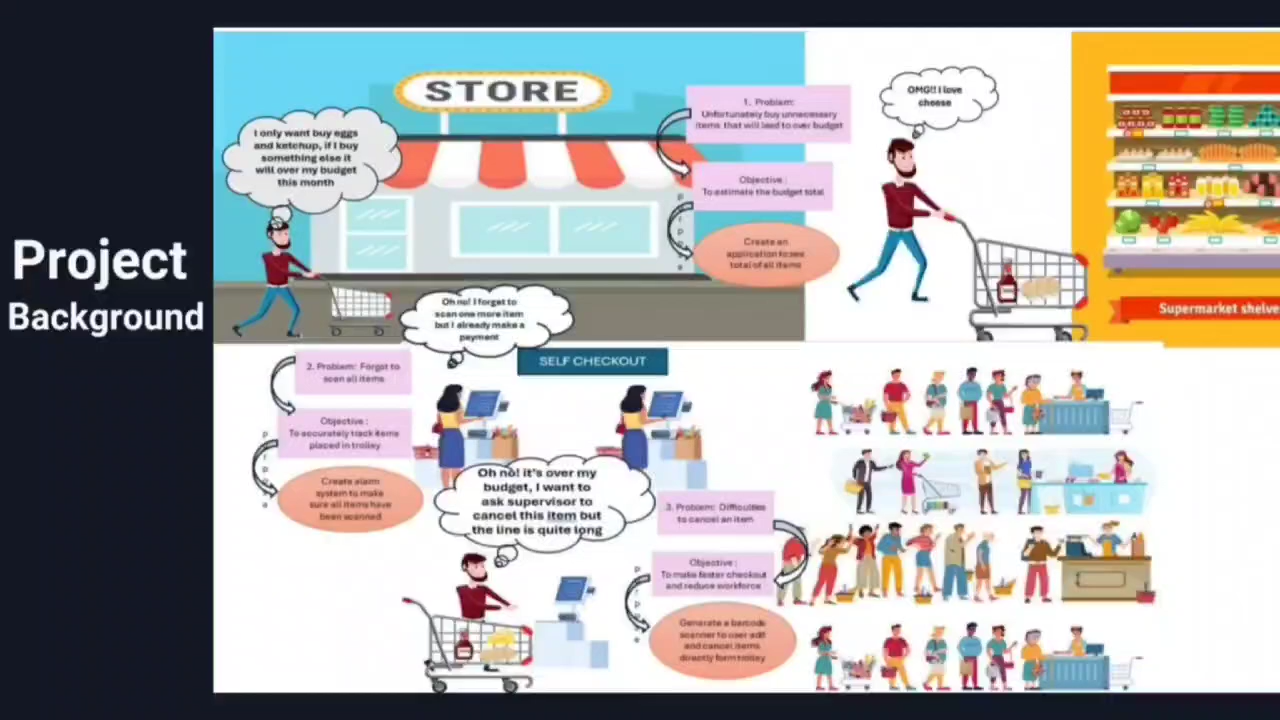 Project
Background
STORE
I only want buy eggs
and ketchup, if I buy
something else it
will over my budget
this month
1. Problem:
Unfortunately buy unnecessary
items that will lead to over budget
Objective :
To estimate the budget total
Create an
application to see
total of all items
OMG!! I love
cheese
Supermarket shelve
Oh no! I forget to
scan one more item
but I already make a
payment
SELF CHECKOUT
2. Problem: Forgot to
scan all items
Objective :
To accurately track items
placed in trolley
Create alarm
system to make
sure all items have
been scanned
Oh no! it's over my
budget, I want to
ask supervisor to
cancel this item but
the line is quite long
3. Problem: Difficulties
to cancel an item
Objective :
To make faster checkout
and reduce workforce
Generate a barcode
scanner to user edit
and cancel items
directly form trolley